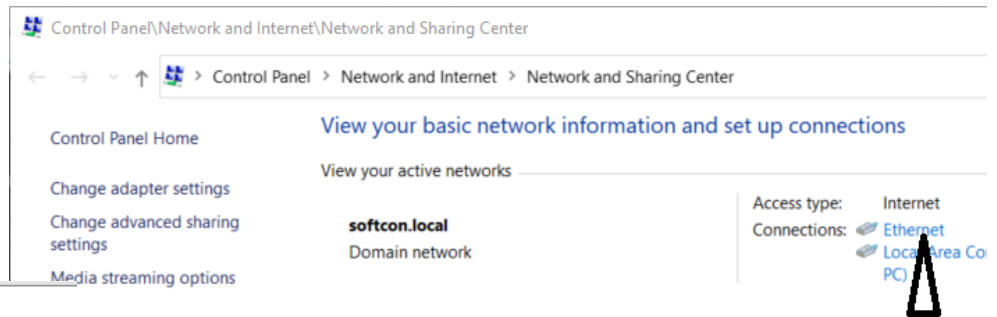 Control Panel\Network and Internet\Network and Sharing Center
Control Panel > Network and Internet > Network and Sharing Center
Control Panel Home
Change adapter settings
Change advanced sharing
settings
Media streaming options
View your basic network information and set up connections
View your active networks
softcon.local
Domain network
Access type: Internet
Connections: Ethernet
Local Area
PC)